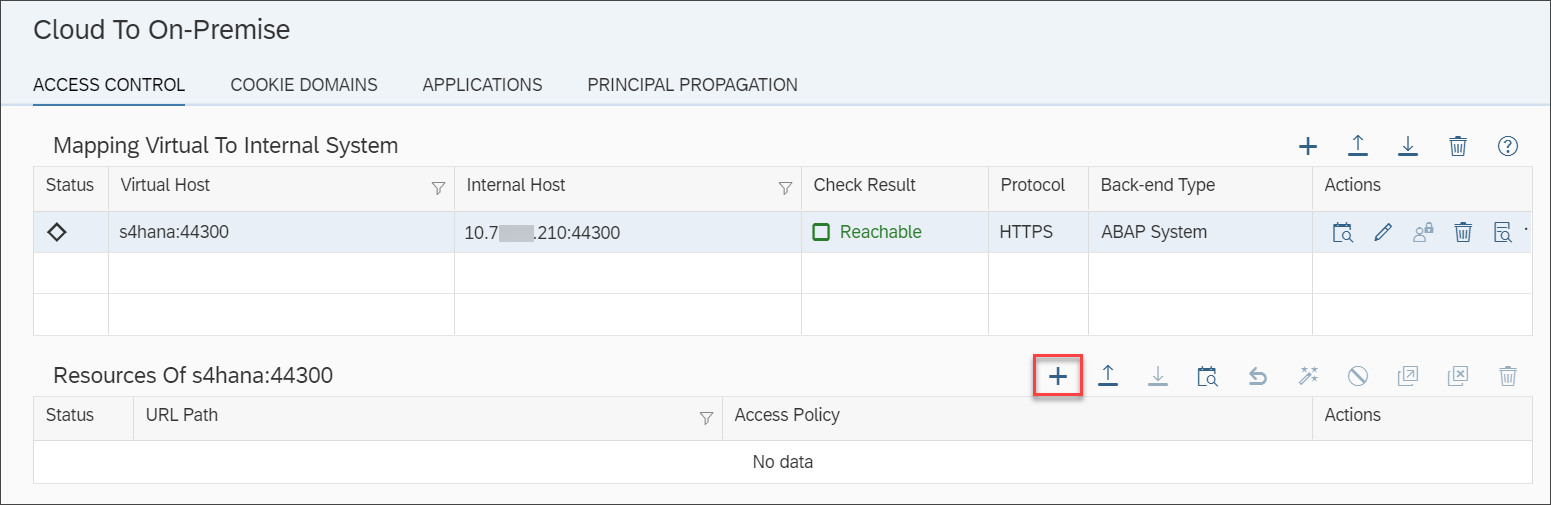 Cloud To On-Premise
ACCESS CONTROL COOKIE DOMAINS APPLICATIONS PRINCIPAL PROPAGATION
Mapping Virtual To Internal System
Status Virtual Host Internal Host Check Result Protocol Back-end Type Actions
s4hana:44300 10.7 .210:44300 Reachable HTTPS ABAP System
Resources Of s4hana:44300
Status URL Path Access Policy Actions
No data